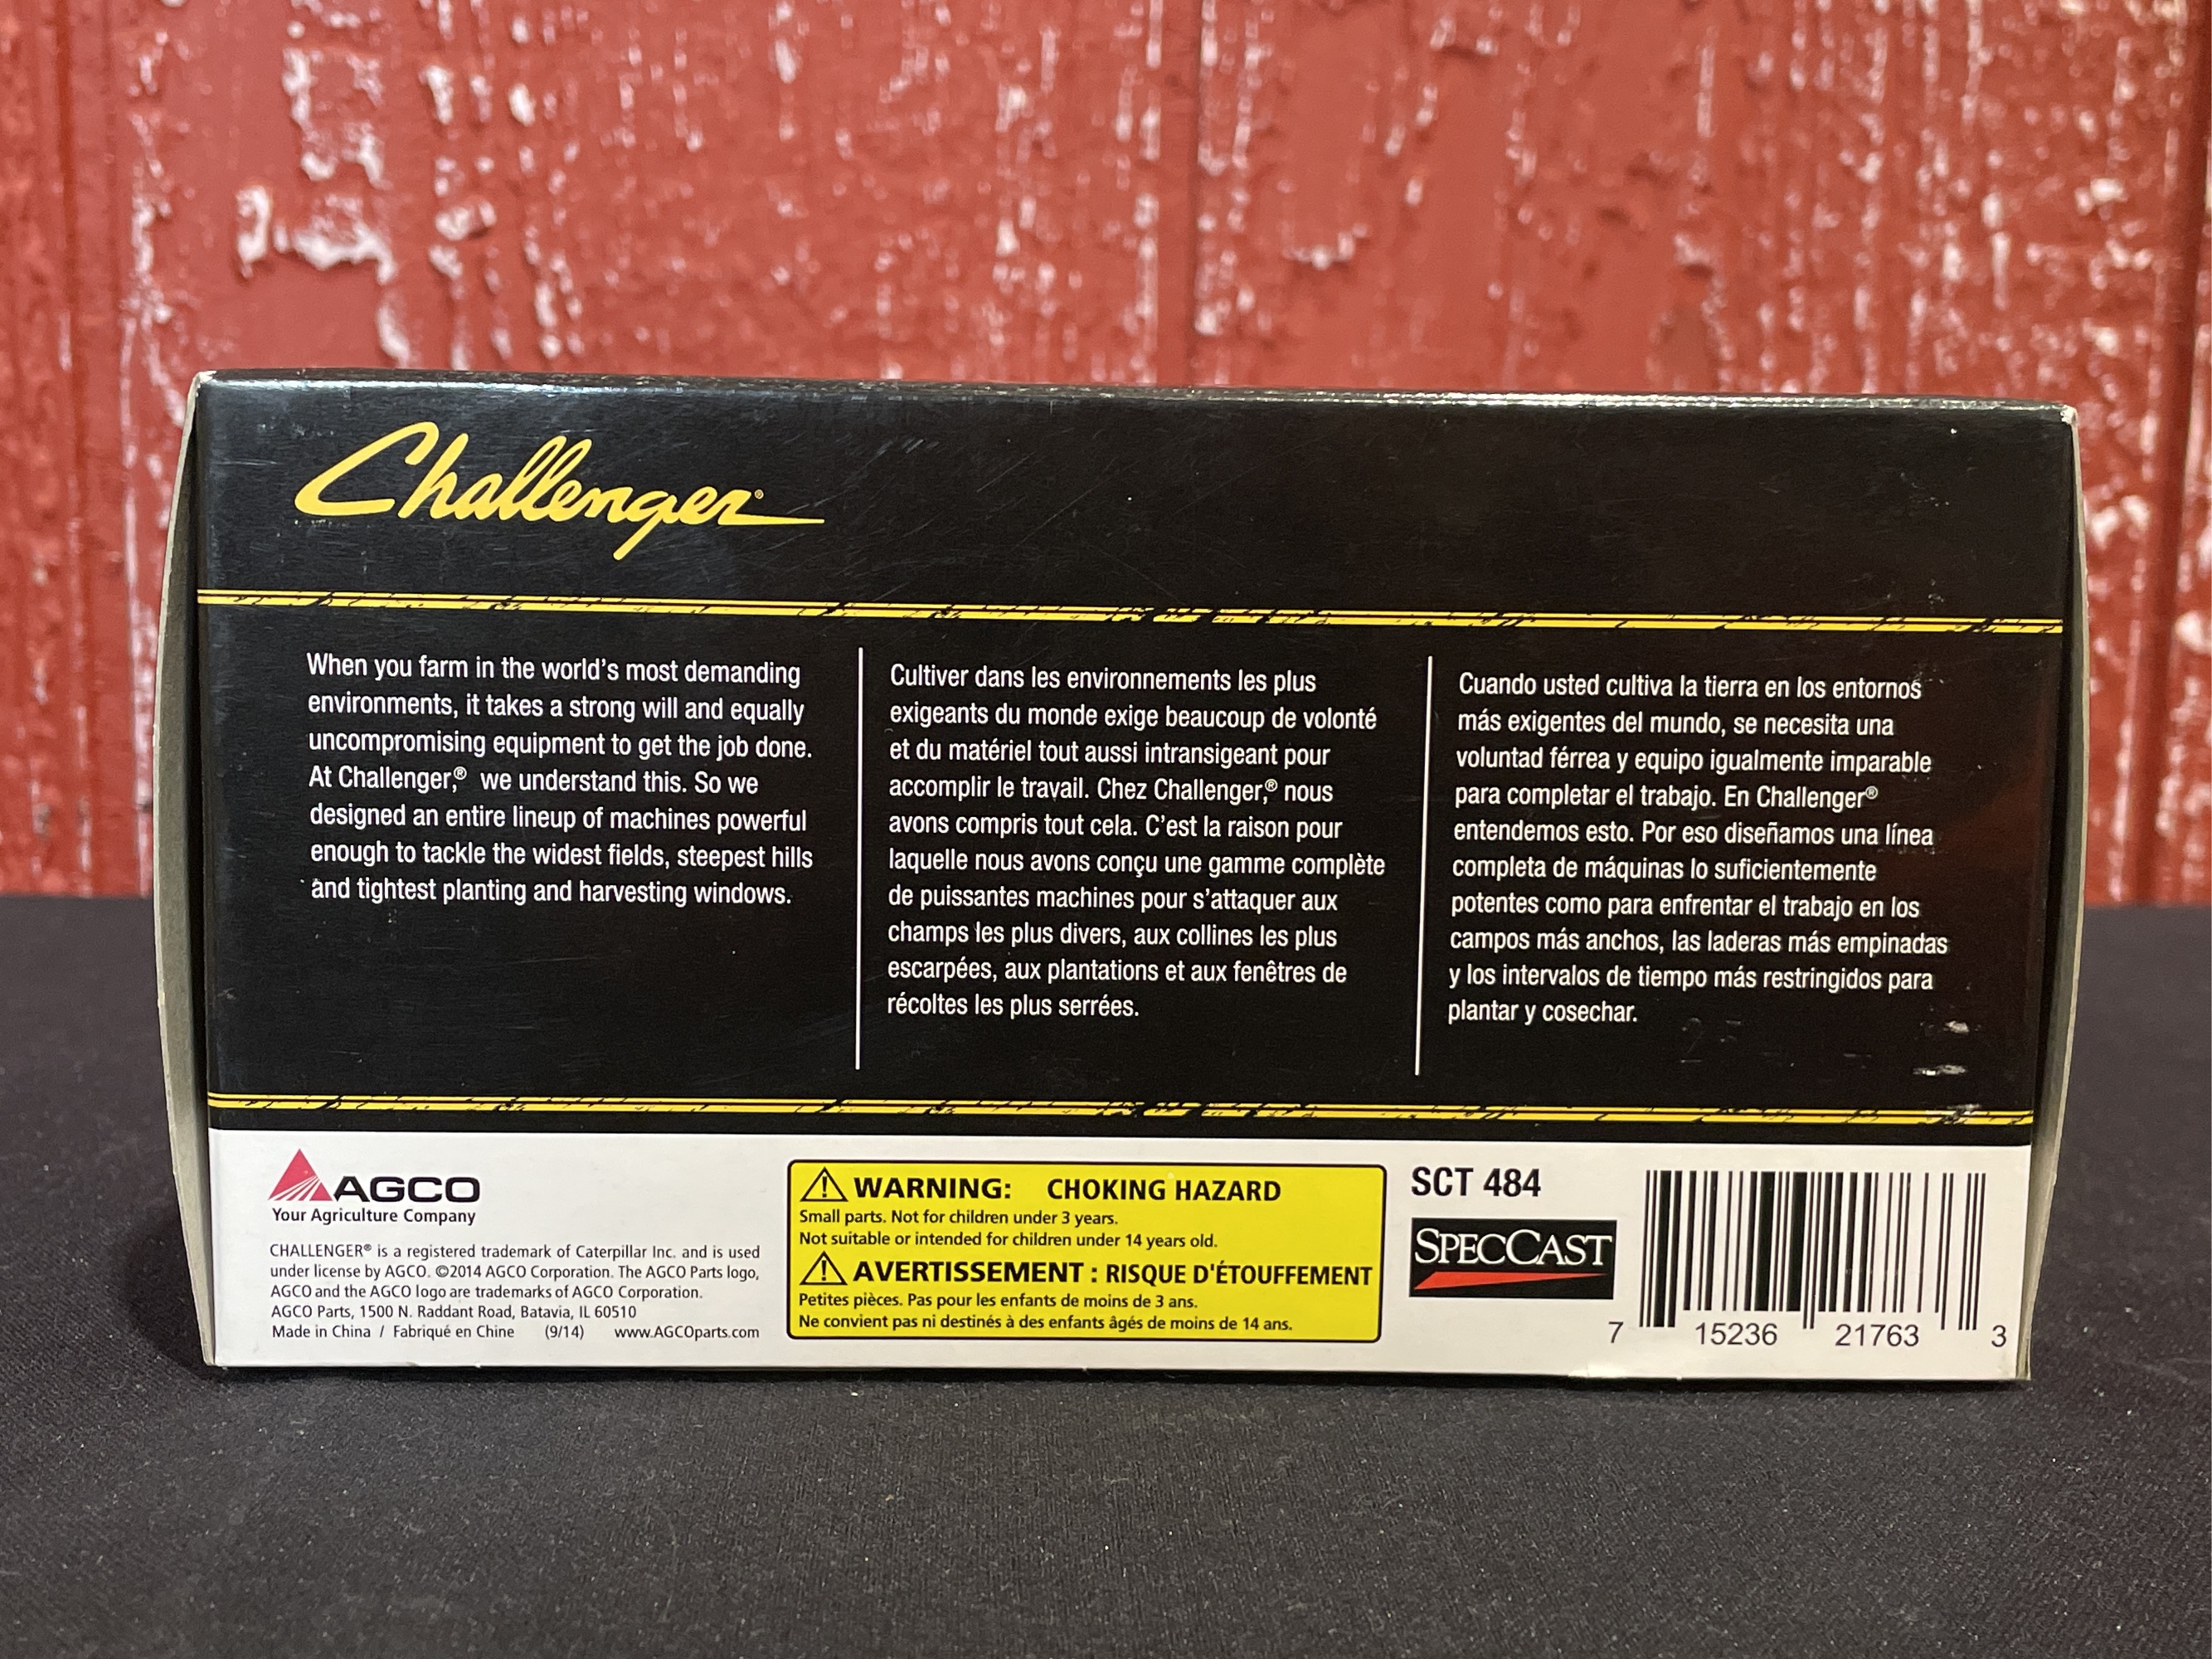 Challenger®
When you farm in the world's most demanding
environments, it takes a strong will and equally
uncompromising equipment to get the job done.
At Challenger,® we understand this. So we
designed an entire lineup of machines powerful
enough to tackle the widest fields, steepest hills
and tightest planting and harvesting windows.
Cultiver dans les environnements les plus
exigeants du monde exige beaucoup de volonté
et du matériel tout aussi intransigeant pour
accomplir le travail. Chez Challenger,® nous
avons compris tout cela. C'est la raison pour
laquelle nous avons conçu une gamme complète
de puissantes machines pour s'attaquer aux
champs les plus divers, aux collines les plus
escarpées, aux plantations et aux fenêtres de
récoltes les plus serrées.
Cuando usted cultiva la tierra en los entornos
más exigentes del mundo, se necesita una
voluntad férrea y equipo igualmente imparable
para completar el trabajo. En Challenger®
entendemos esto. Por eso diseñamos una línea
completa de máquinas lo suficientemente
potentes como para enfrentar el trabajo en los
campos más anchos, las laderas más empinadas
y los intervalos de tiempo más restringidos para
plantar y cosechar.
AGCO
Your Agriculture Company
CHALLENGER® is a registered trademark of Caterpillar Inc. and is used
under license by AGCO. ©2014 AGCO Corporation. The AGCO Parts logo,
AGCO and the AGCO logo are trademarks of AGCO Corporation.
AGCO Parts, 1500 N. Raddant Road, Batavia, IL 60510
Made in China / Fabriqué en Chine (9/14) www.AGCOparts.com
WARNING: CHOKING HAZARD
Small parts. Not for children under 3 years.
Not suitable or intended for children under 14 years old.
AVERTISSEMENT : RISQUE D'ÉTOUFFEMENT
Petites pièces. Pas pour les enfants de moins de 3 ans.
Ne convient pas ni destinés à des enfants âgés de moins de 14 ans.
SCT 484
SPECCAST
7 15236 21763 3